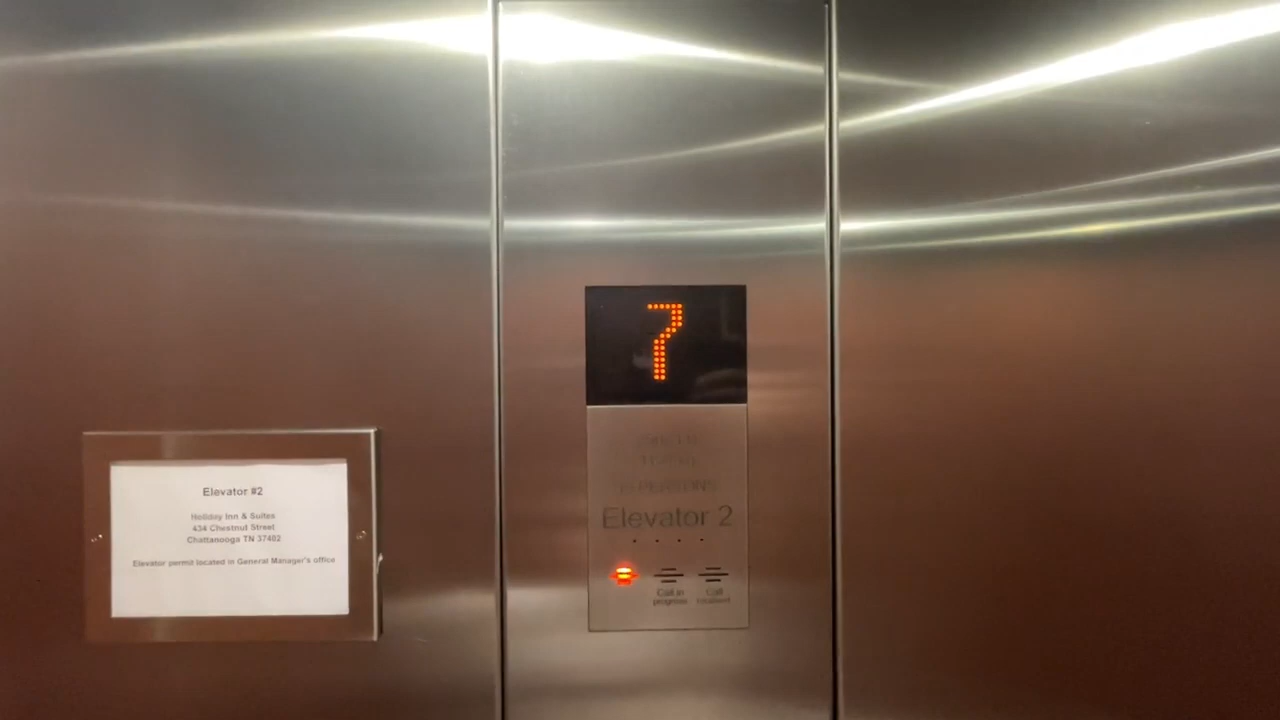 7
Elevator #2
Holiday Inn & Suites
434 Chestnut Street
Chattanooga TN 37402
Elevator permit located in General Manager's office
PERSONS
Elevator 2
Call in
progress
Call